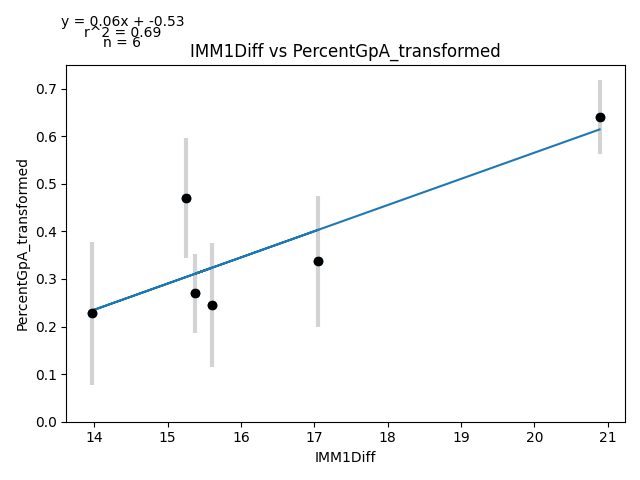 y = 0.06x + -0.53
r^2 = 0.69
n = 6
IMM1Diff vs PercentGpA_transformed
PercentGpA_transformed
0.7
0.6
0.5
0.4
0.3
0.2
0.1
0.0
14 15 16 17 18 19 20 21
IMM1Diff